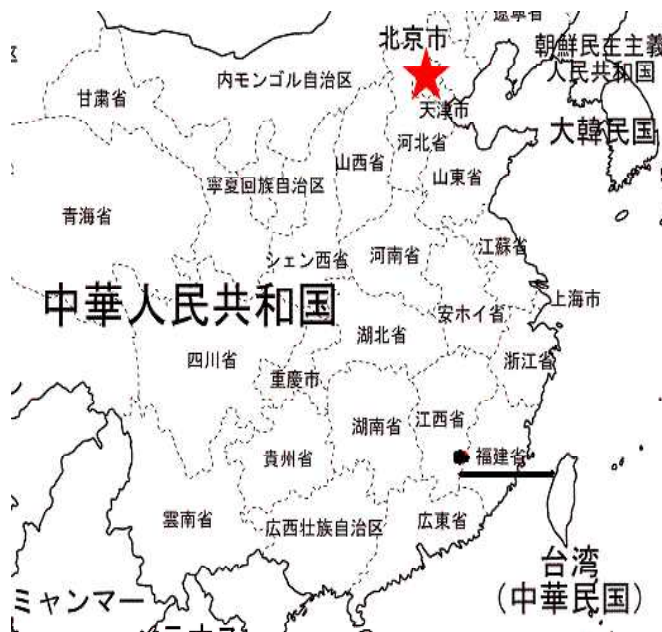 北京市
遼寧省
朝鮮民主主義
人民共和国
内モンゴル自治区
甘粛省
天津市
大韓民国
河北省
山西省
山東省
寧夏回族自治区
青海省
江蘇省
シェン西省
河南省
中華人民共和国
上海市
安ホイ省
湖北省
四川省
浙江省
重慶市
江西省
湖南省
福建省
貴州省
雲南省
広西壮族自治区
広東省
台湾
(中華民国)
ミャンマー